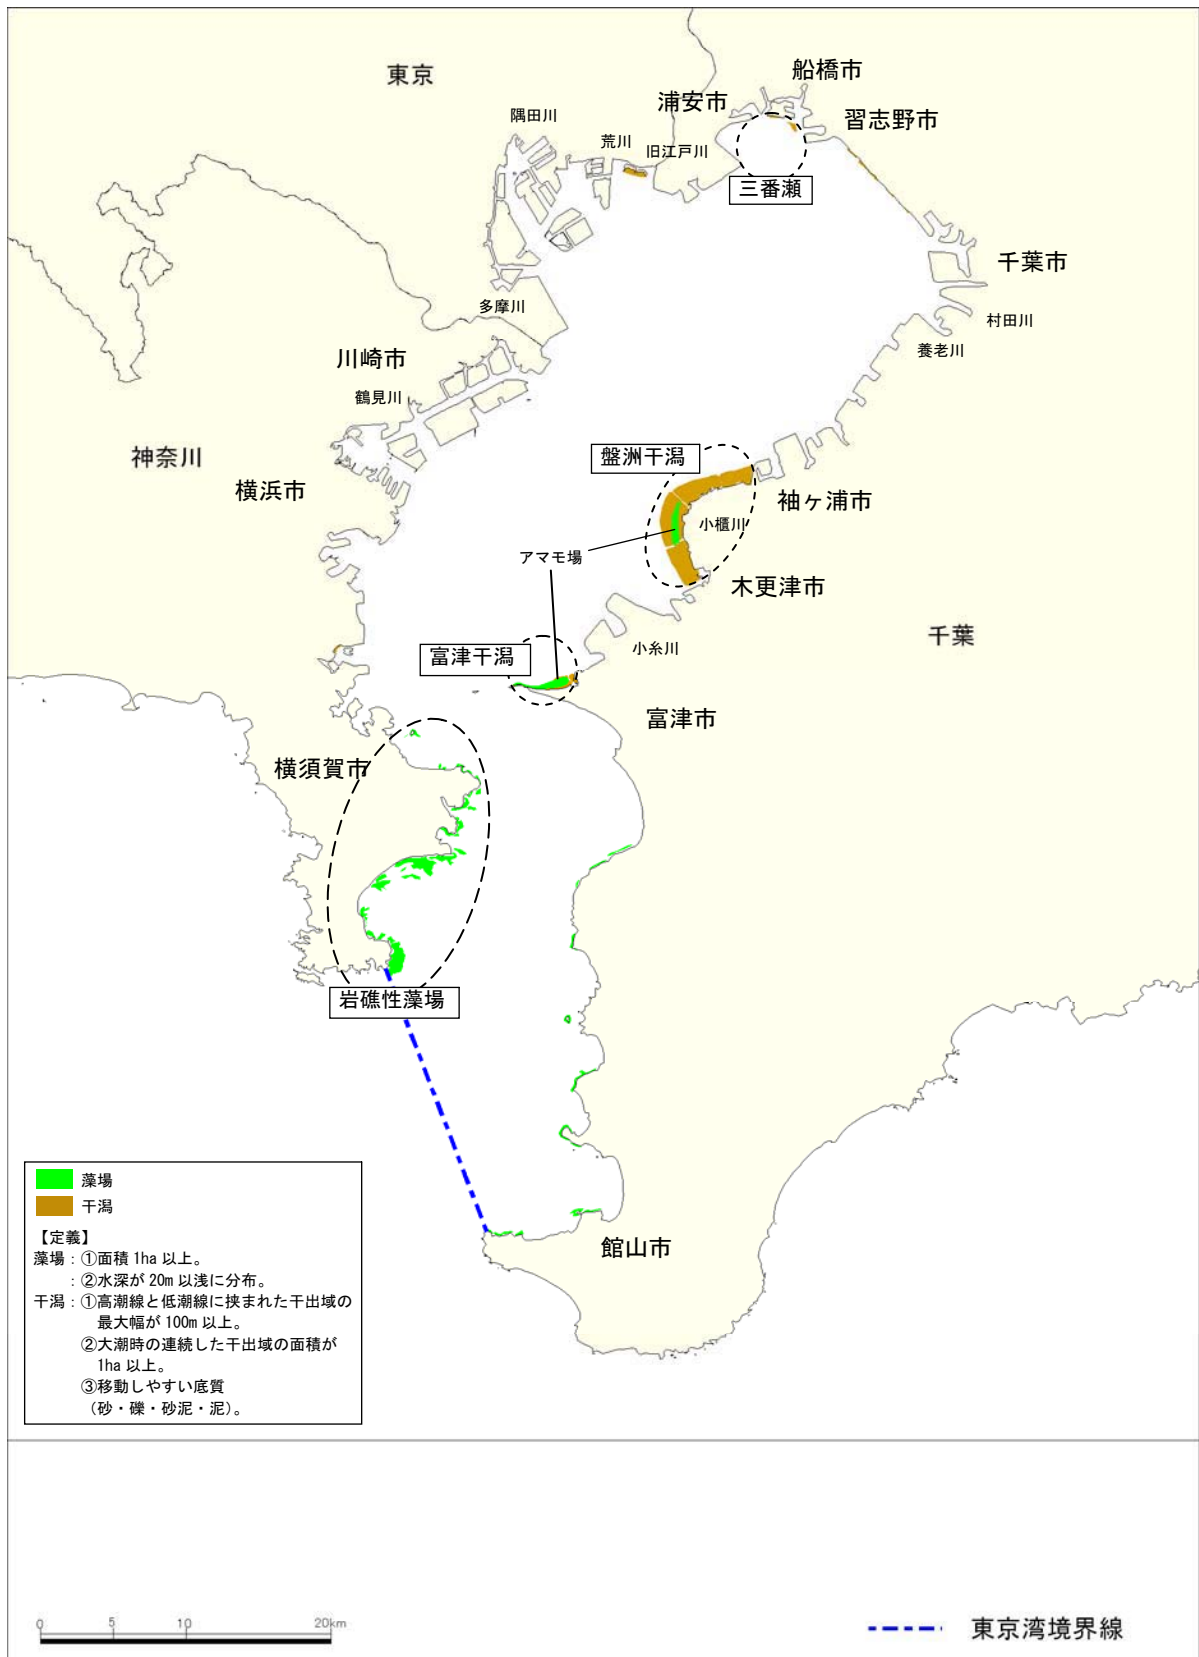 東京
船橋市
浦安市
習志野市
隅田川
荒川
旧江戸川
三番瀬
千葉市
多摩川
村田川
養老川
川崎市
鶴見川
神奈川
盤洲干潟
横浜市
袖ヶ浦市
小櫃川
アマモ場
木更津市
千葉
小糸川
富津干潟
富津市
横須賀市
岩礁性藻場
館山市
藻場
干潟
【定義】
藻場:①面積 1ha 以上。
:②水深が 20m 以浅に分布。
干潟:①高潮線と低潮線に挟まれた干出域の
最大幅が 100m 以上。
②大潮時の連続した干出域の面積が
1ha 以上。
③移動しやすい底質
(砂・礫・砂泥・泥)。
0 5 10 20km
東京湾境界線